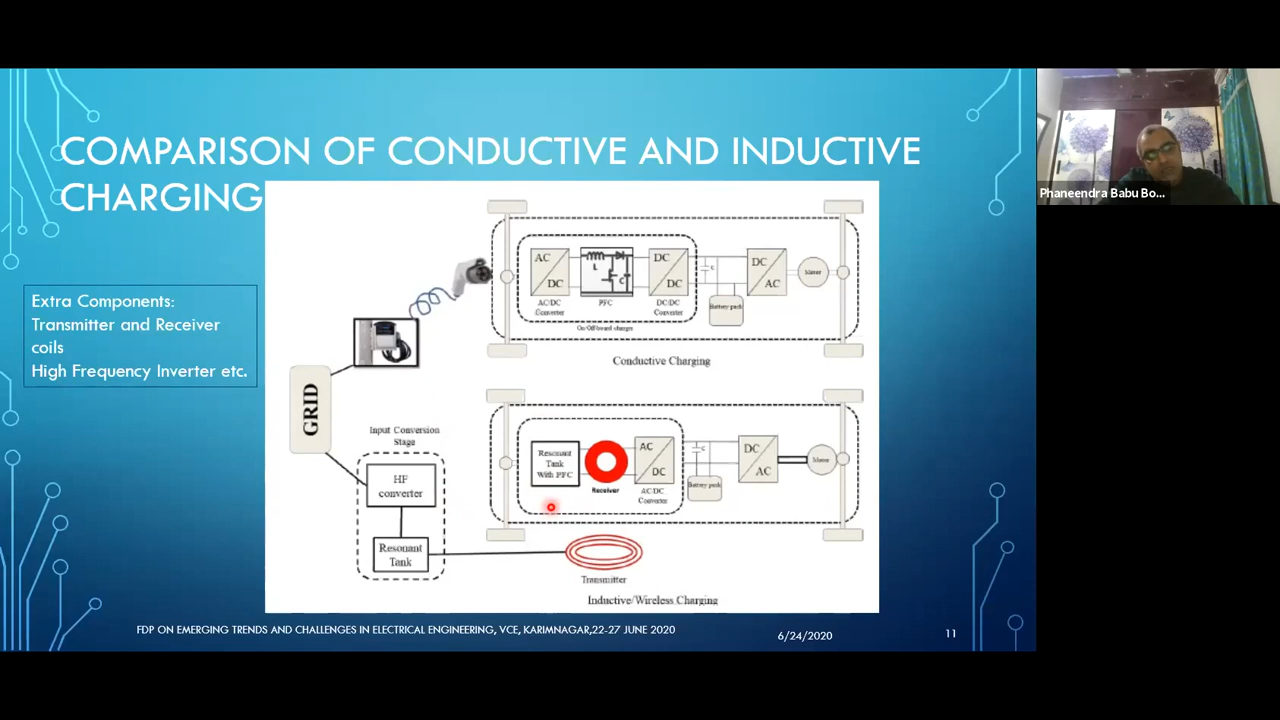 COMPARISON OF CONDUCTIVE AND INDUCTIVE
CHARGING
Phaneendra Babu Bo...
Extra Components:
Transmitter and Receiver
coils
High Frequency Inverter etc.
AC
DC
AC/DC
Converter
L
C
PFC
DC
DC
DC/DC
Converter
On/Off board charger
C
Battery pack
DC
AC
Motor
Conductive Charging
GRID
Input Conversion
Stage
HF
converter
Resonant
Tank
Resonant
Tank
With PFC
Receiver
AC
DC
AC/DC
Converter
C
Battery pack
DC
AC
Motor
Transmitter
Inductive/Wireless Charging
FDP ON EMERGING TRENDS AND CHALLENGES IN ELECTRICAL ENGINEERING, VCE, KARIMNAGAR,22-27 JUNE 2020
6/24/2020
11